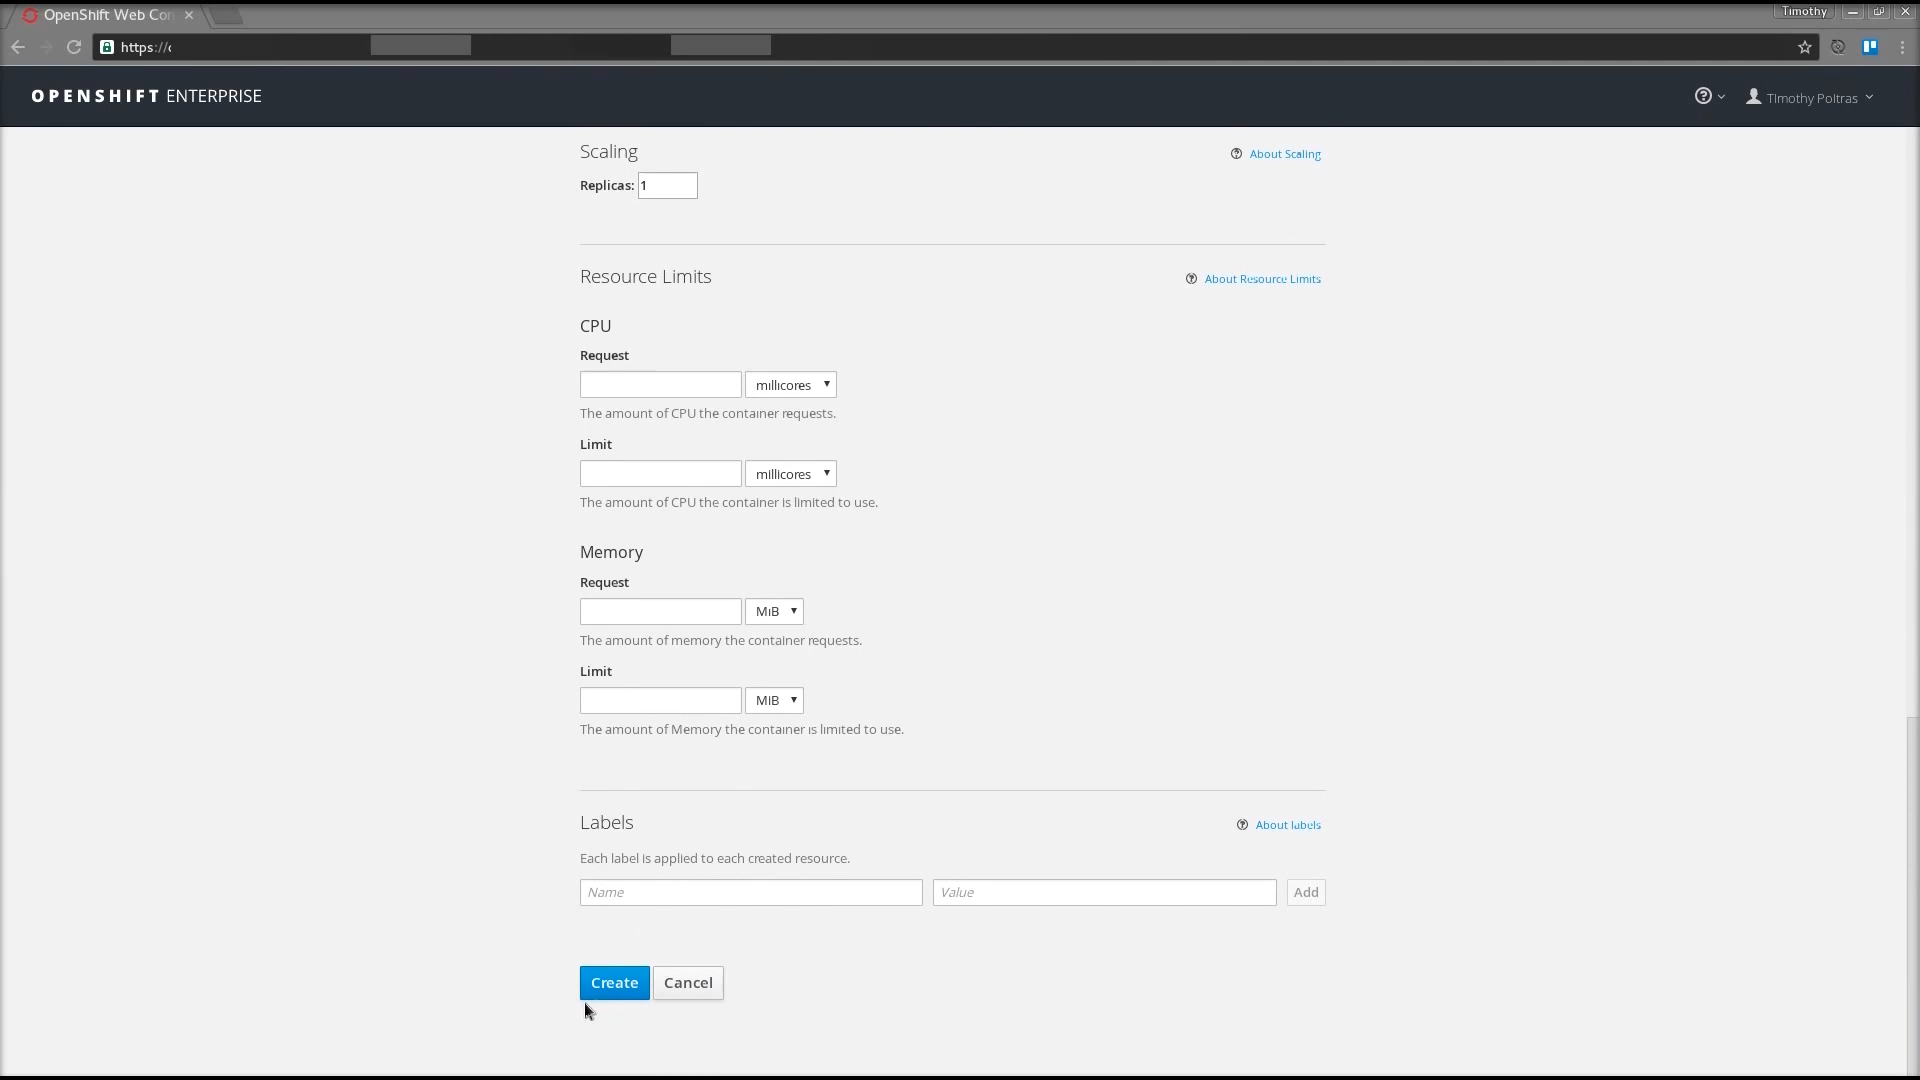 OpenShift Web Con
Timothy
https://
OPENSHIFT ENTERPRISE
Timothy Poitras
Scaling
About Scaling
Replicas: 1
Resource Limits
About Resource Limits
CPU
Request
millicores
The amount of CPU the container requests.
Limit
millicores
The amount of CPU the container is limited to use.
Memory
Request
MiB
The amount of memory the container requests.
Limit
MiB
The amount of Memory the container is limited to use.
Labels
About labels
Each label is applied to each created resource.
Name Value Add
Create Cancel